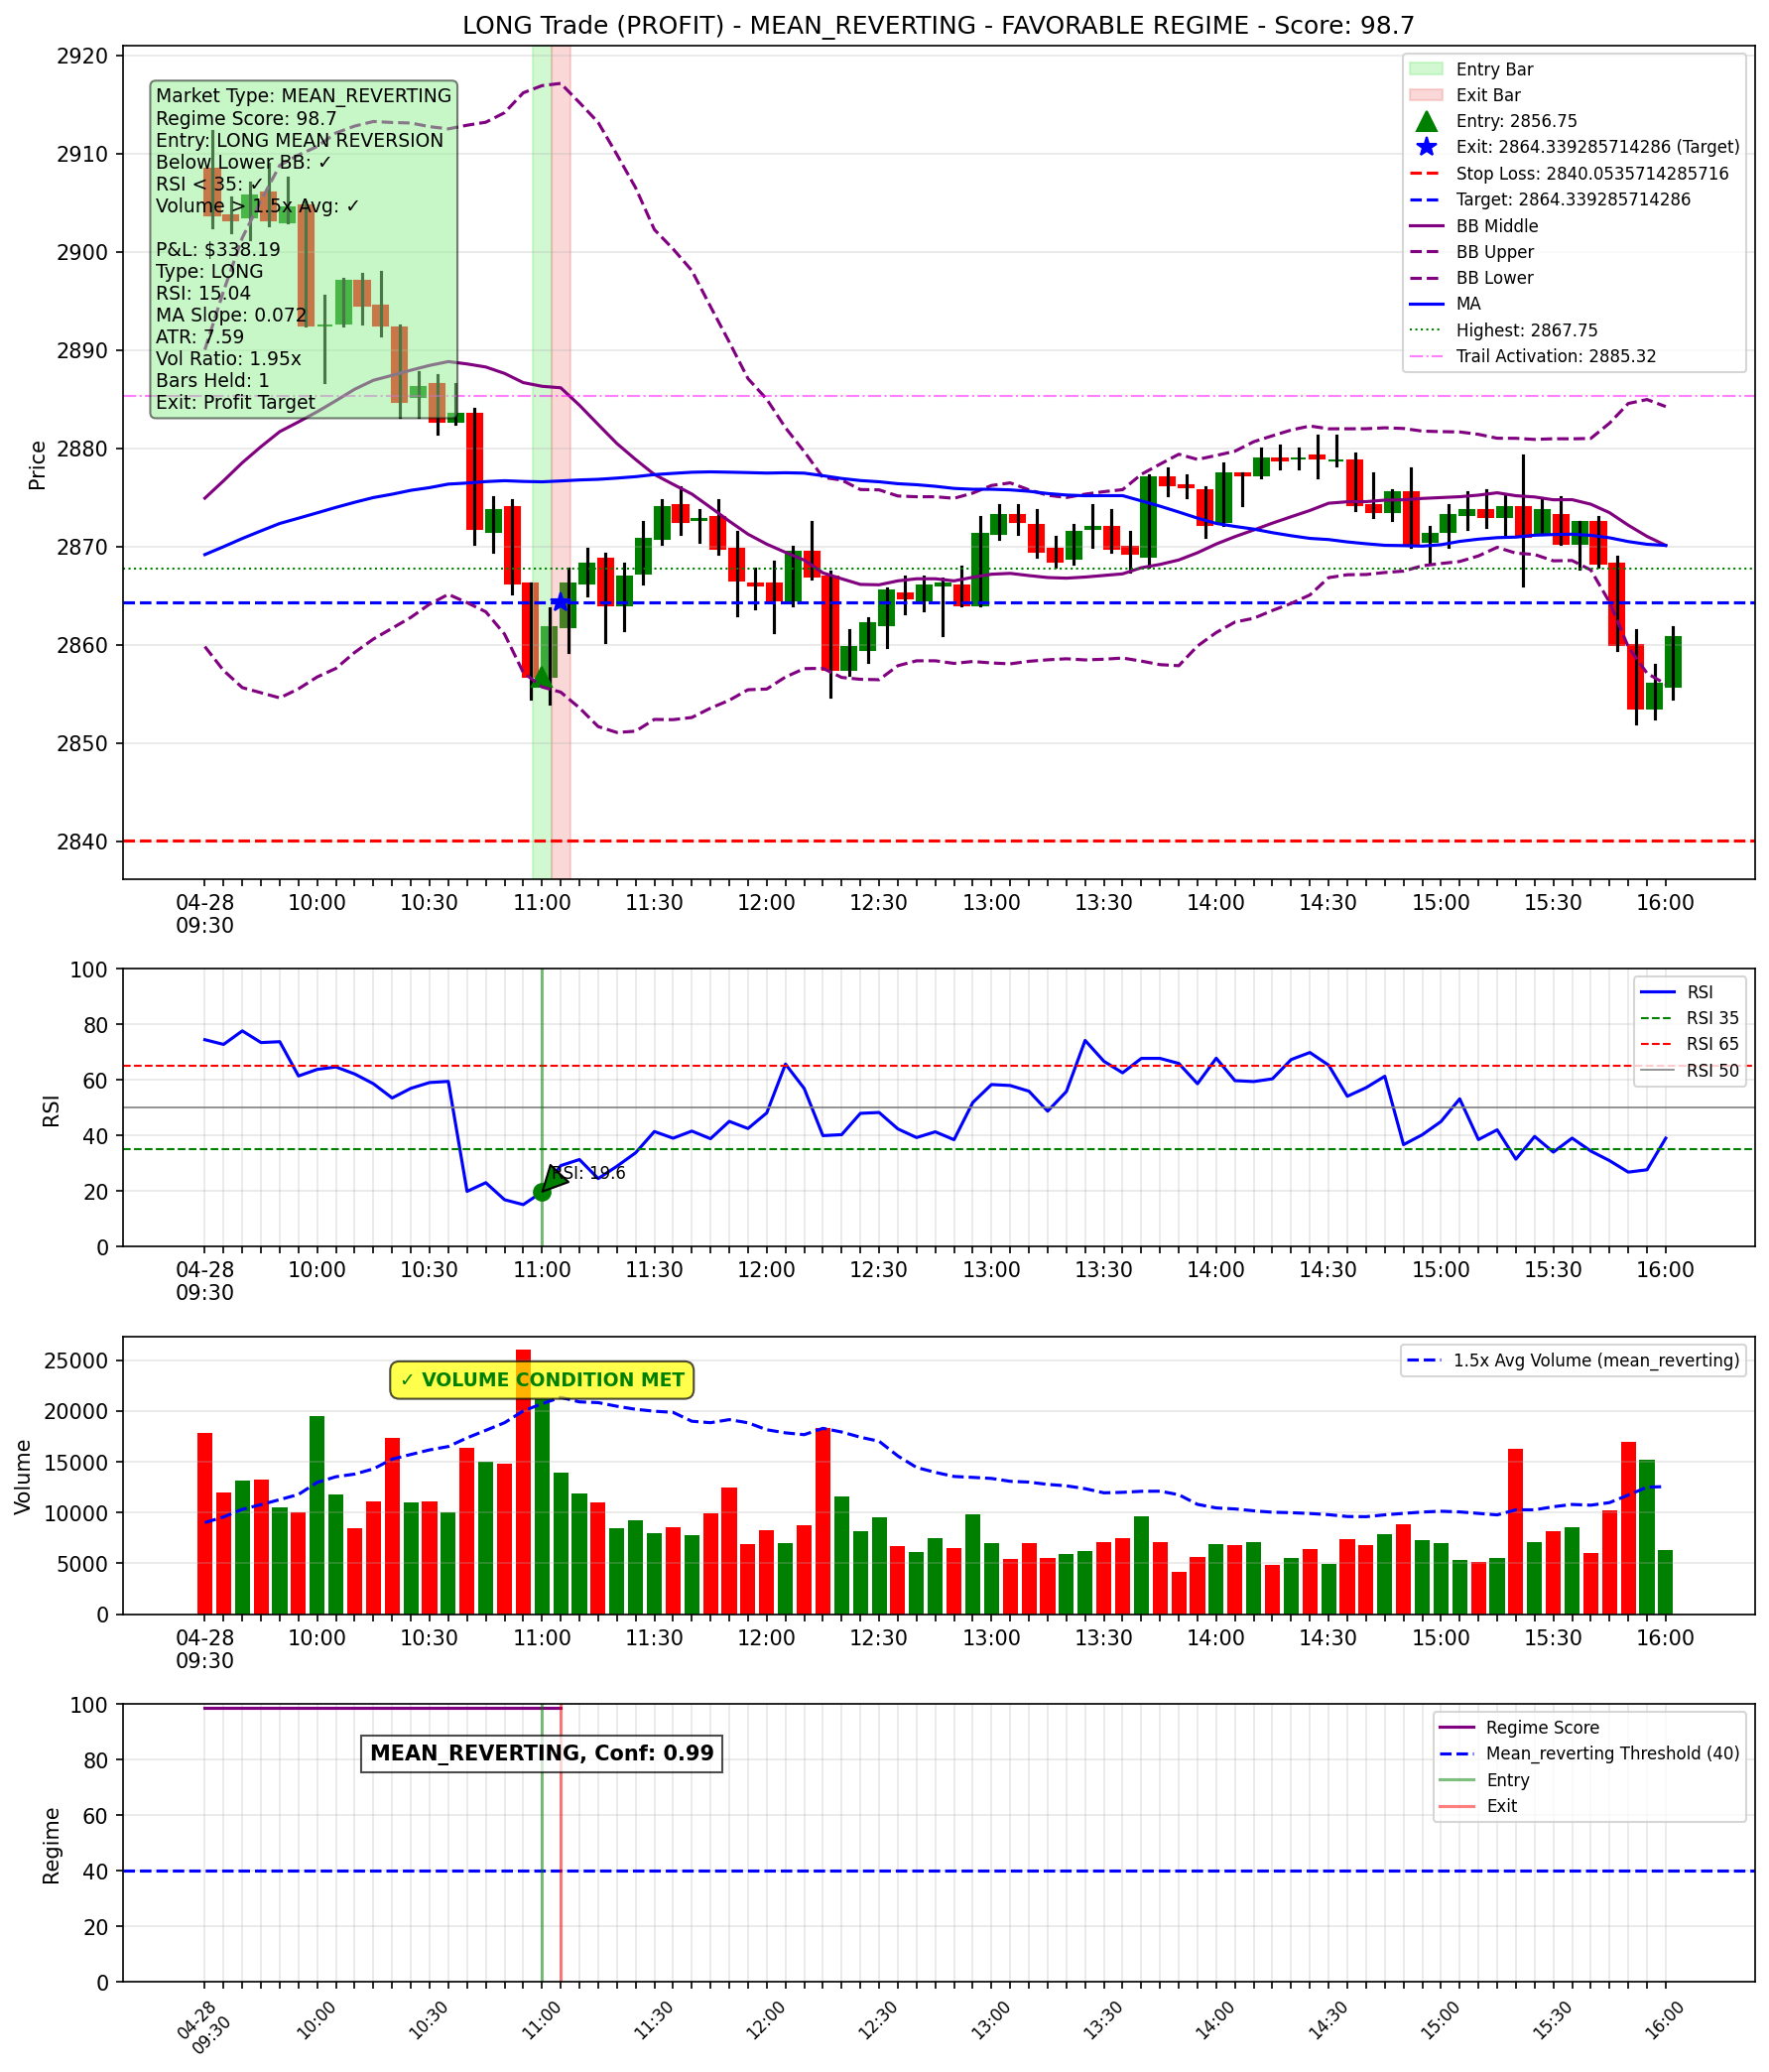 LONG Trade (PROFIT) - MEAN_REVERTING - FAVORABLE REGIME - Score: 98.7
Price
2920
2910
2900
2890
2880
2870
2860
2850
2840
Market Type: MEAN_REVERTING
Regime Score: 98.7
Entry: LONG MEAN REVERSION
Below Lower BB: ✓
RSI < 35: ✓
Volume > 1.5x Avg: ✓
P&L: $338.19
Type: LONG
RSI: 15.04
MA Slope: 0.072
ATR: 7.59
Vol Ratio: 1.95x
Bars Held: 1
Exit: Profit Target
Entry Bar
Exit Bar
Entry: 2856.75
Exit: 2864.339285714286 (Target)
Stop Loss: 2840.0535714285716
Target: 2864.339285714286
BB Middle
BB Upper
BB Lower
MA
Highest: 2867.75
Trail Activation: 2885.32
04-28 10:00 10:30 11:00 11:30 12:00 12:30 13:00 13:30 14:00 14:30 15:00 15:30 16:00
09:30
RSI
100
80
60
40
20
0
RSI: 19.6
RSI
RSI 35
RSI 65
RSI 50
04-28 10:00 10:30 11:00 11:30 12:00 12:30 13:00 13:30 14:00 14:30 15:00 15:30 16:00
09:30
Volume
25000
20000
15000
10000
5000
0
✓ VOLUME CONDITION MET
1.5x Avg Volume (mean_reverting)
04-28 10:00 10:30 11:00 11:30 12:00 12:30 13:00 13:30 14:00 14:30 15:00 15:30 16:00
09:30
Regime
100
80
60
40
20
0
MEAN_REVERTING, Conf: 0.99
Regime Score
Mean_reverting Threshold (40)
Entry
Exit
04-28 10:00 10:30 11:00 11:30 12:00 12:30 13:00 13:30 14:00 14:30 15:00 15:30 16:00
09:30